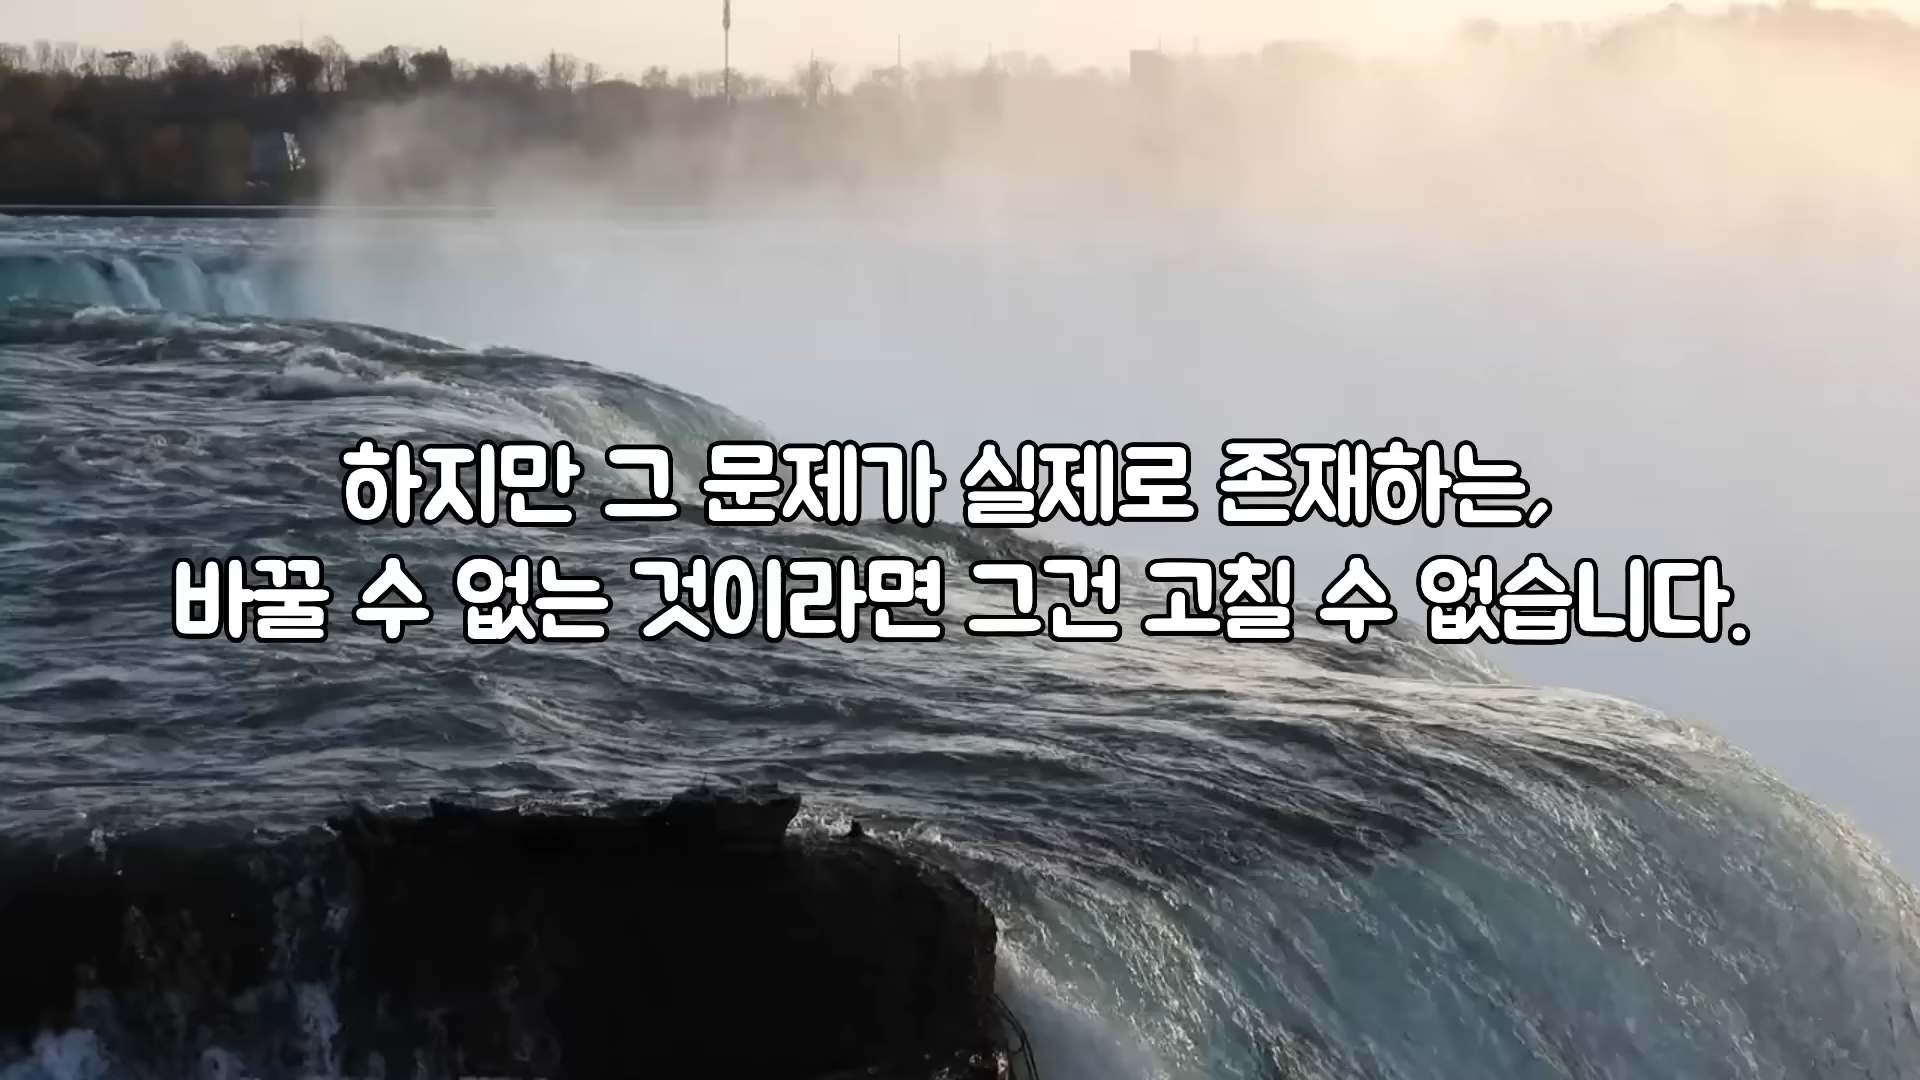 하지만 그 문제가 실제로 존재하는,
바꿀 수 없는 것이라면 그건 고칠 수 없습니다.